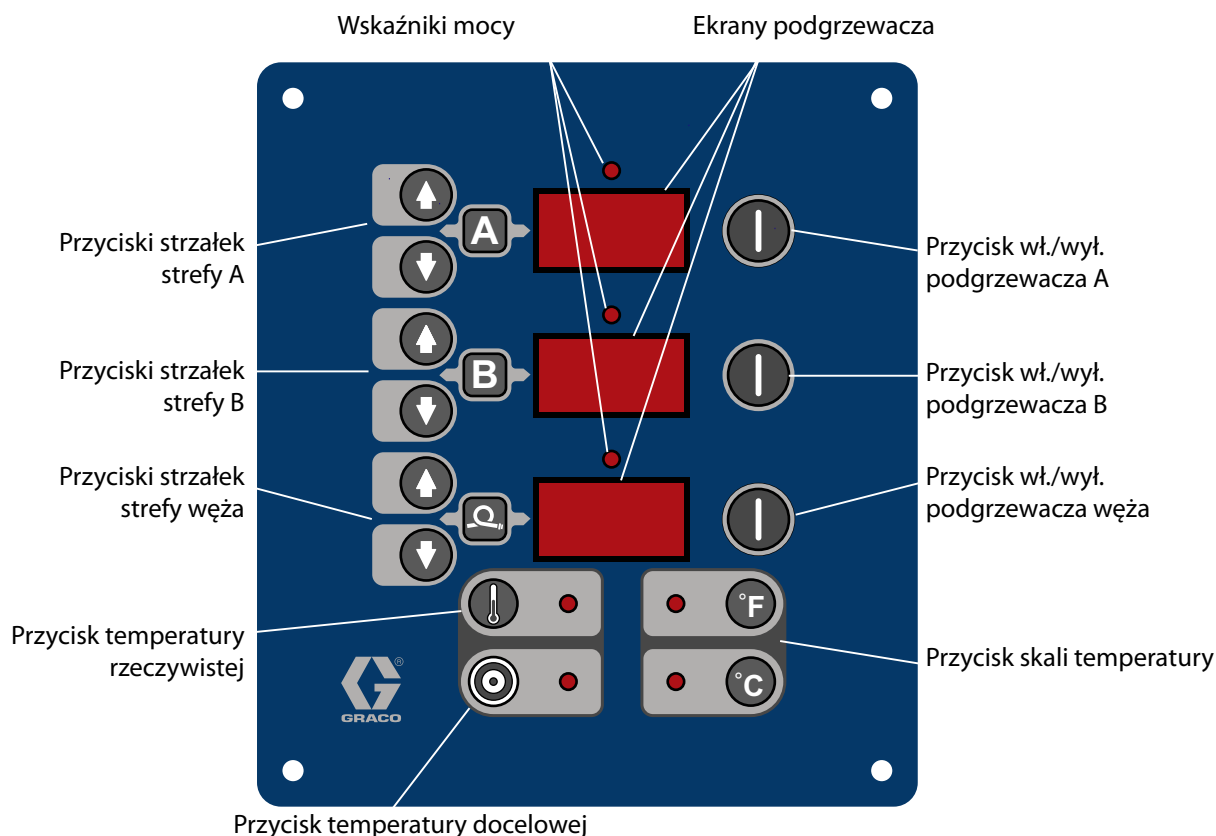 Wskaźniki mocy
Ekrany podgrzewacza
Przyciski strzałek
strefy A
A
Przycisk wł./wył.
podgrzewacza A
Przyciski strzałek
strefy B
B
Przycisk wł./wył.
podgrzewacza B
Przyciski strzałek
strefy węża
Przycisk wł./wył.
podgrzewacza węża
Przycisk temperatury
rzeczywistej
°F
°C
Przycisk skali temperatury
®
GRACO
Przycisk temperatury docelowej